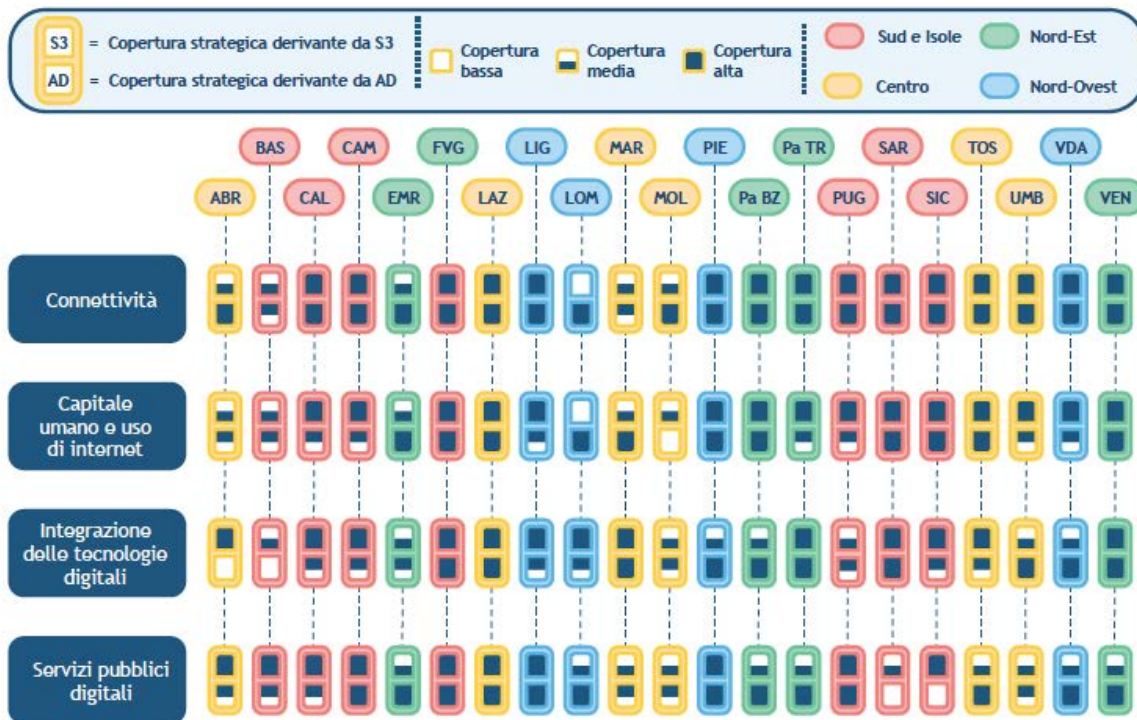 S3 = Copertura strategica derivante da S3
AD = Copertura strategica derivante da AD
Copertura bassa
Copertura media
Copertura alta
Sud e Isole
Nord-Est
Centro
Nord-Ovest
BAS CAM FVG LIG MAR PIE Pa TR SAR TOS VDA
ABR CAL EMR LAZ LOM MOL Pa BZ PUG SIC UMB VEN
Connettività
Capitale
umano e uso
di internet
Integrazione
delle tecnologie
digitali
Servizi pubblici
digitali